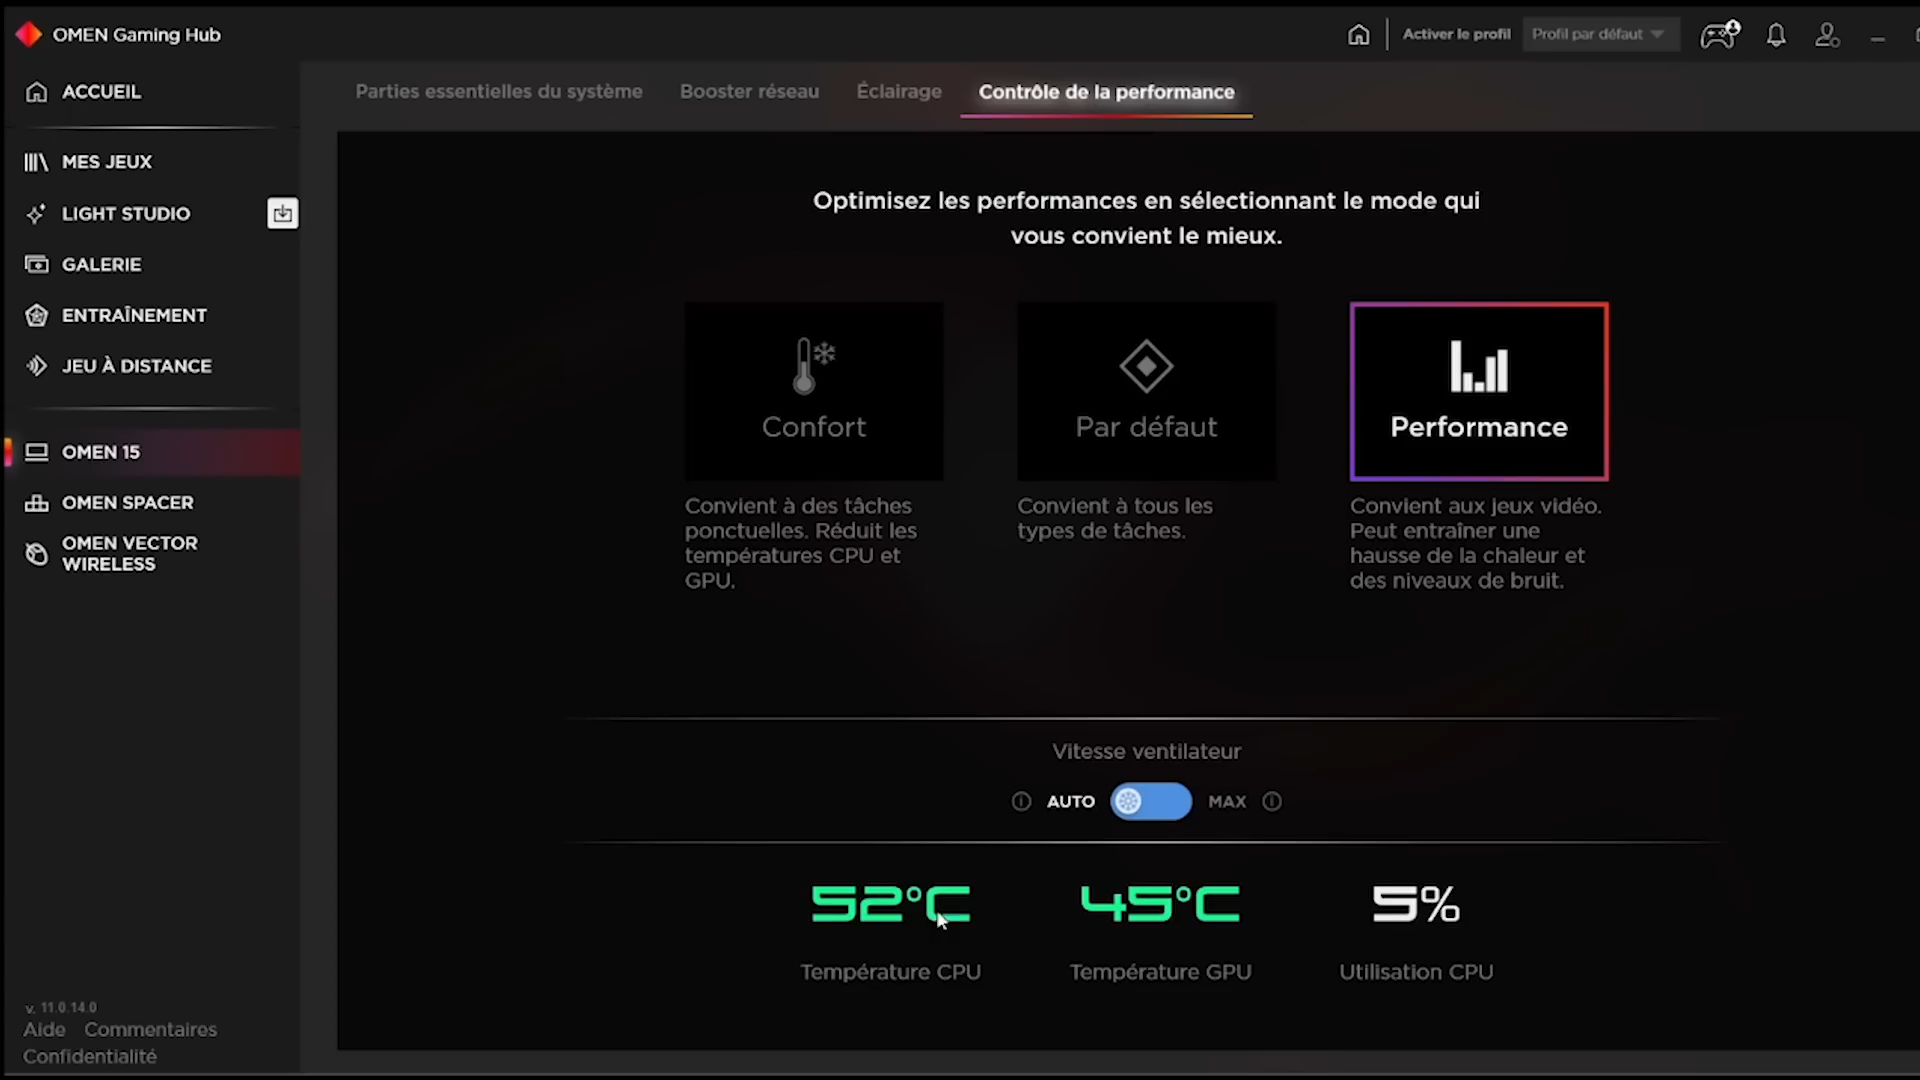 OMEN Gaming Hub
Activer le profil
Profil par défaut
ACCUEIL
MES JEUX
LIGHT STUDIO
GALERIE
ENTRAÎNEMENT
JEU À DISTANCE
OMEN 15
OMEN SPACER
OMEN VECTOR
WIRELESS
v. 11.0.14.0
Aide Commentaires
Confidentialité
Parties essentielles du système
Booster réseau
Éclairage
Contrôle de la performance
Optimisez les performances en sélectionnant le mode qui
vous convient le mieux.
Confort
Convient à des tâches
ponctuelles. Réduit les
températures CPU et
GPU.
Par défaut
Convient à tous les
types de tâches.
Performance
Convient aux jeux vidéo.
Peut entraîner une
hausse de la chaleur et
des niveaux de bruit.
Vitesse ventilateur
AUTO
MAX
52°C
Température CPU
45°C
Température GPU
5%
Utilisation CPU